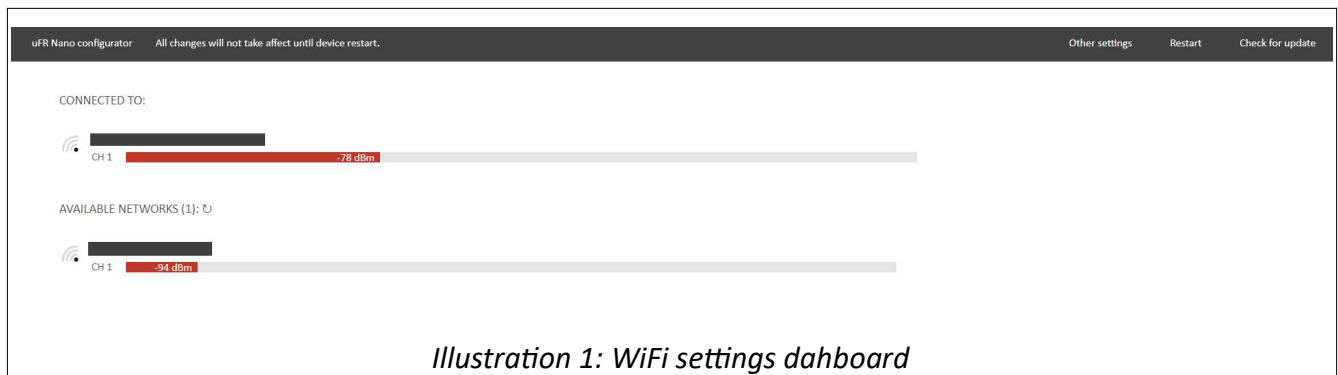 uFR Nano configurator All changes will not take affect until device restart. Other settings Restart Check for update
CONNECTED TO:
CH 1 -78 dBm
AVAILABLE NETWORKS (1): ↻
CH 1 -94 dBm
Illustration 1: WiFi settings dahboard